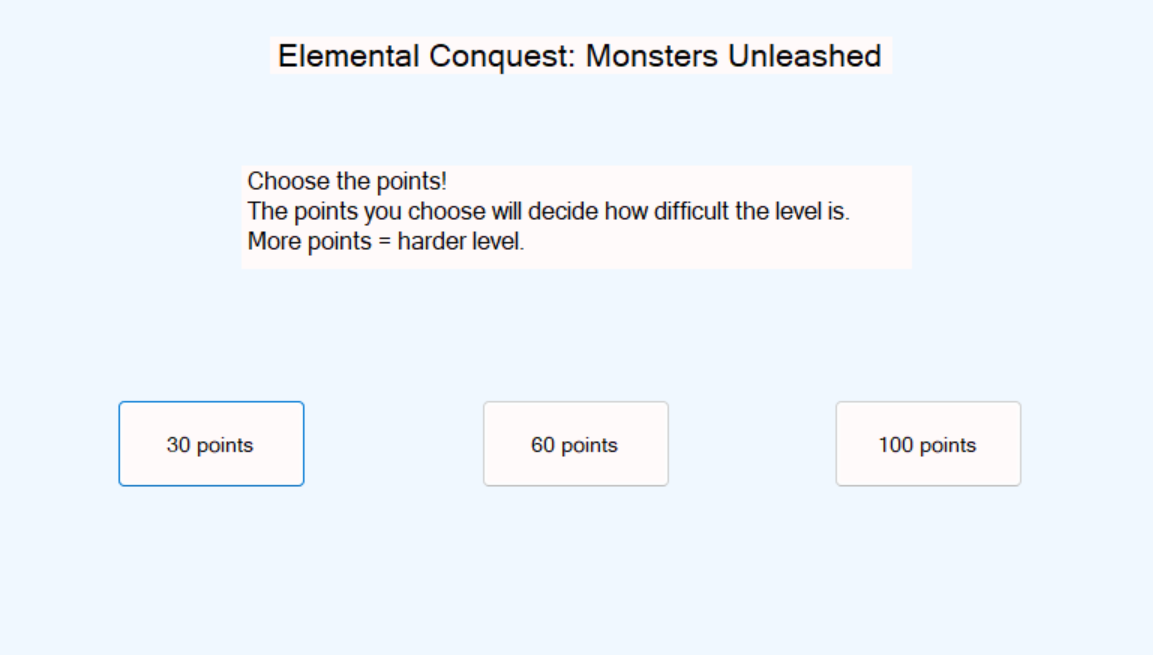 Elemental Conquest: Monsters Unleashed
Choose the points!
The points you choose will decide how difficult the level is.
More points = harder level.
30 points
60 points
100 points